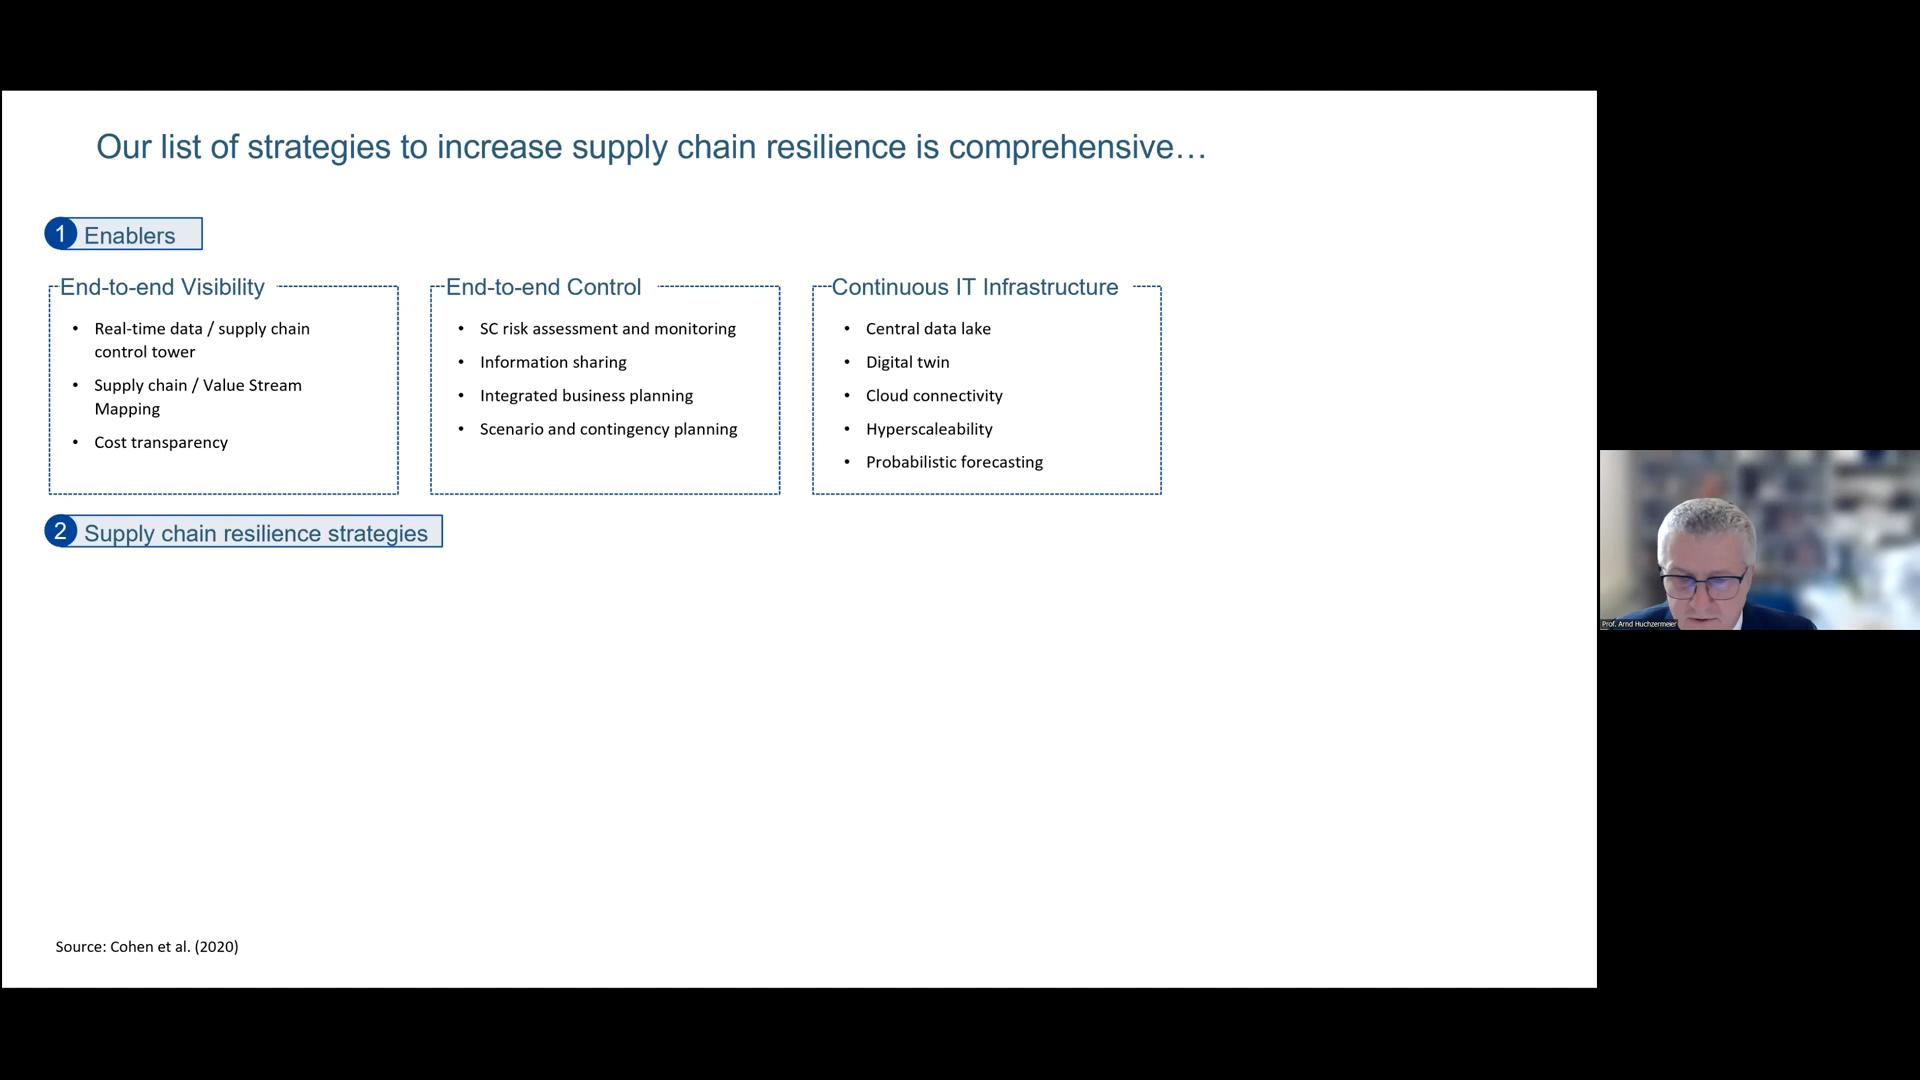 Our list of strategies to increase supply chain resilience is comprehensive…
1 Enablers
End-to-end Visibility
• Real-time data / supply chain
control tower
• Supply chain / Value Stream
Mapping
• Cost transparency
End-to-end Control
• SC risk assessment and monitoring
• Information sharing
• Integrated business planning
• Scenario and contingency planning
Continuous IT Infrastructure
• Central data lake
• Digital twin
• Cloud connectivity
• Hyperscaleability
• Probabilistic forecasting
2 Supply chain resilience strategies
Source: Cohen et al. (2020)
Prof. Arnd Huchzermeier